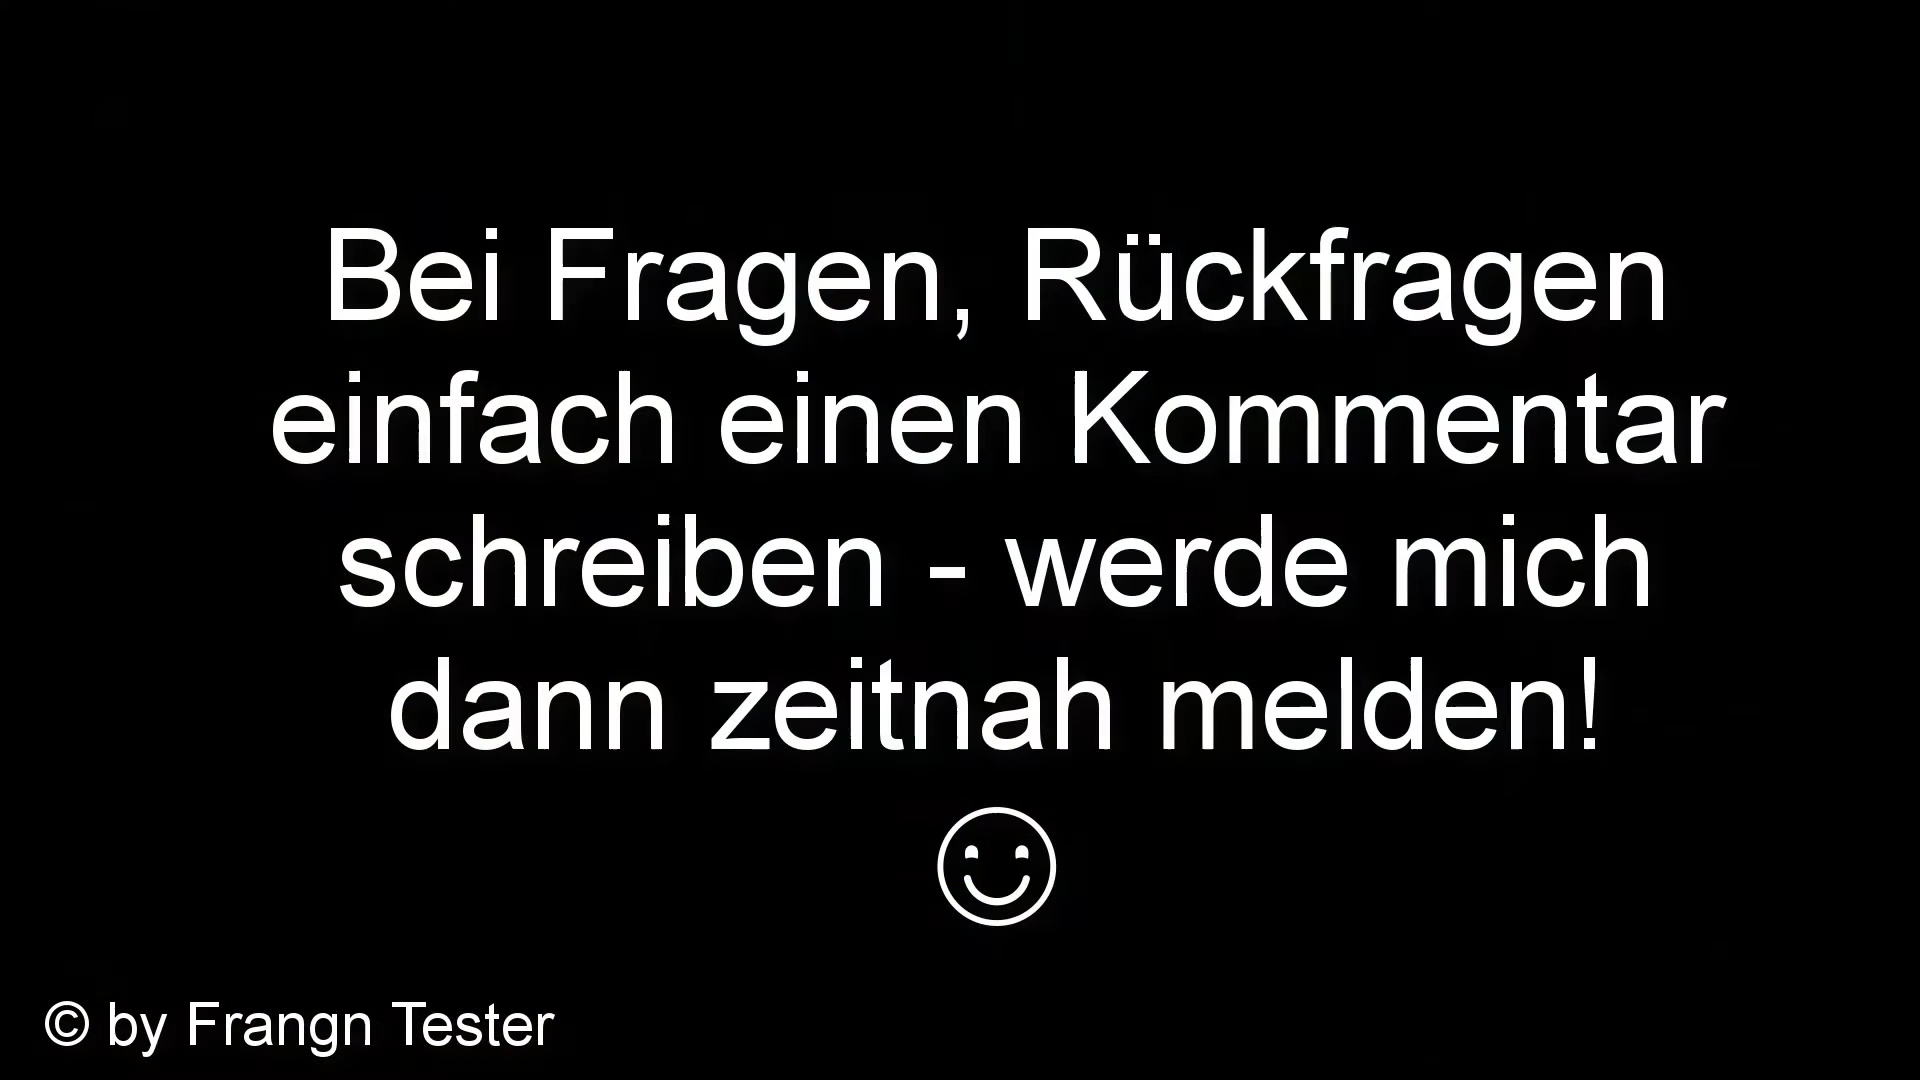 Bei Fragen, Rückfragen
einfach einen Kommentar
schreiben - werde mich
dann zeitnah melden!
☺
© by Frangn Tester